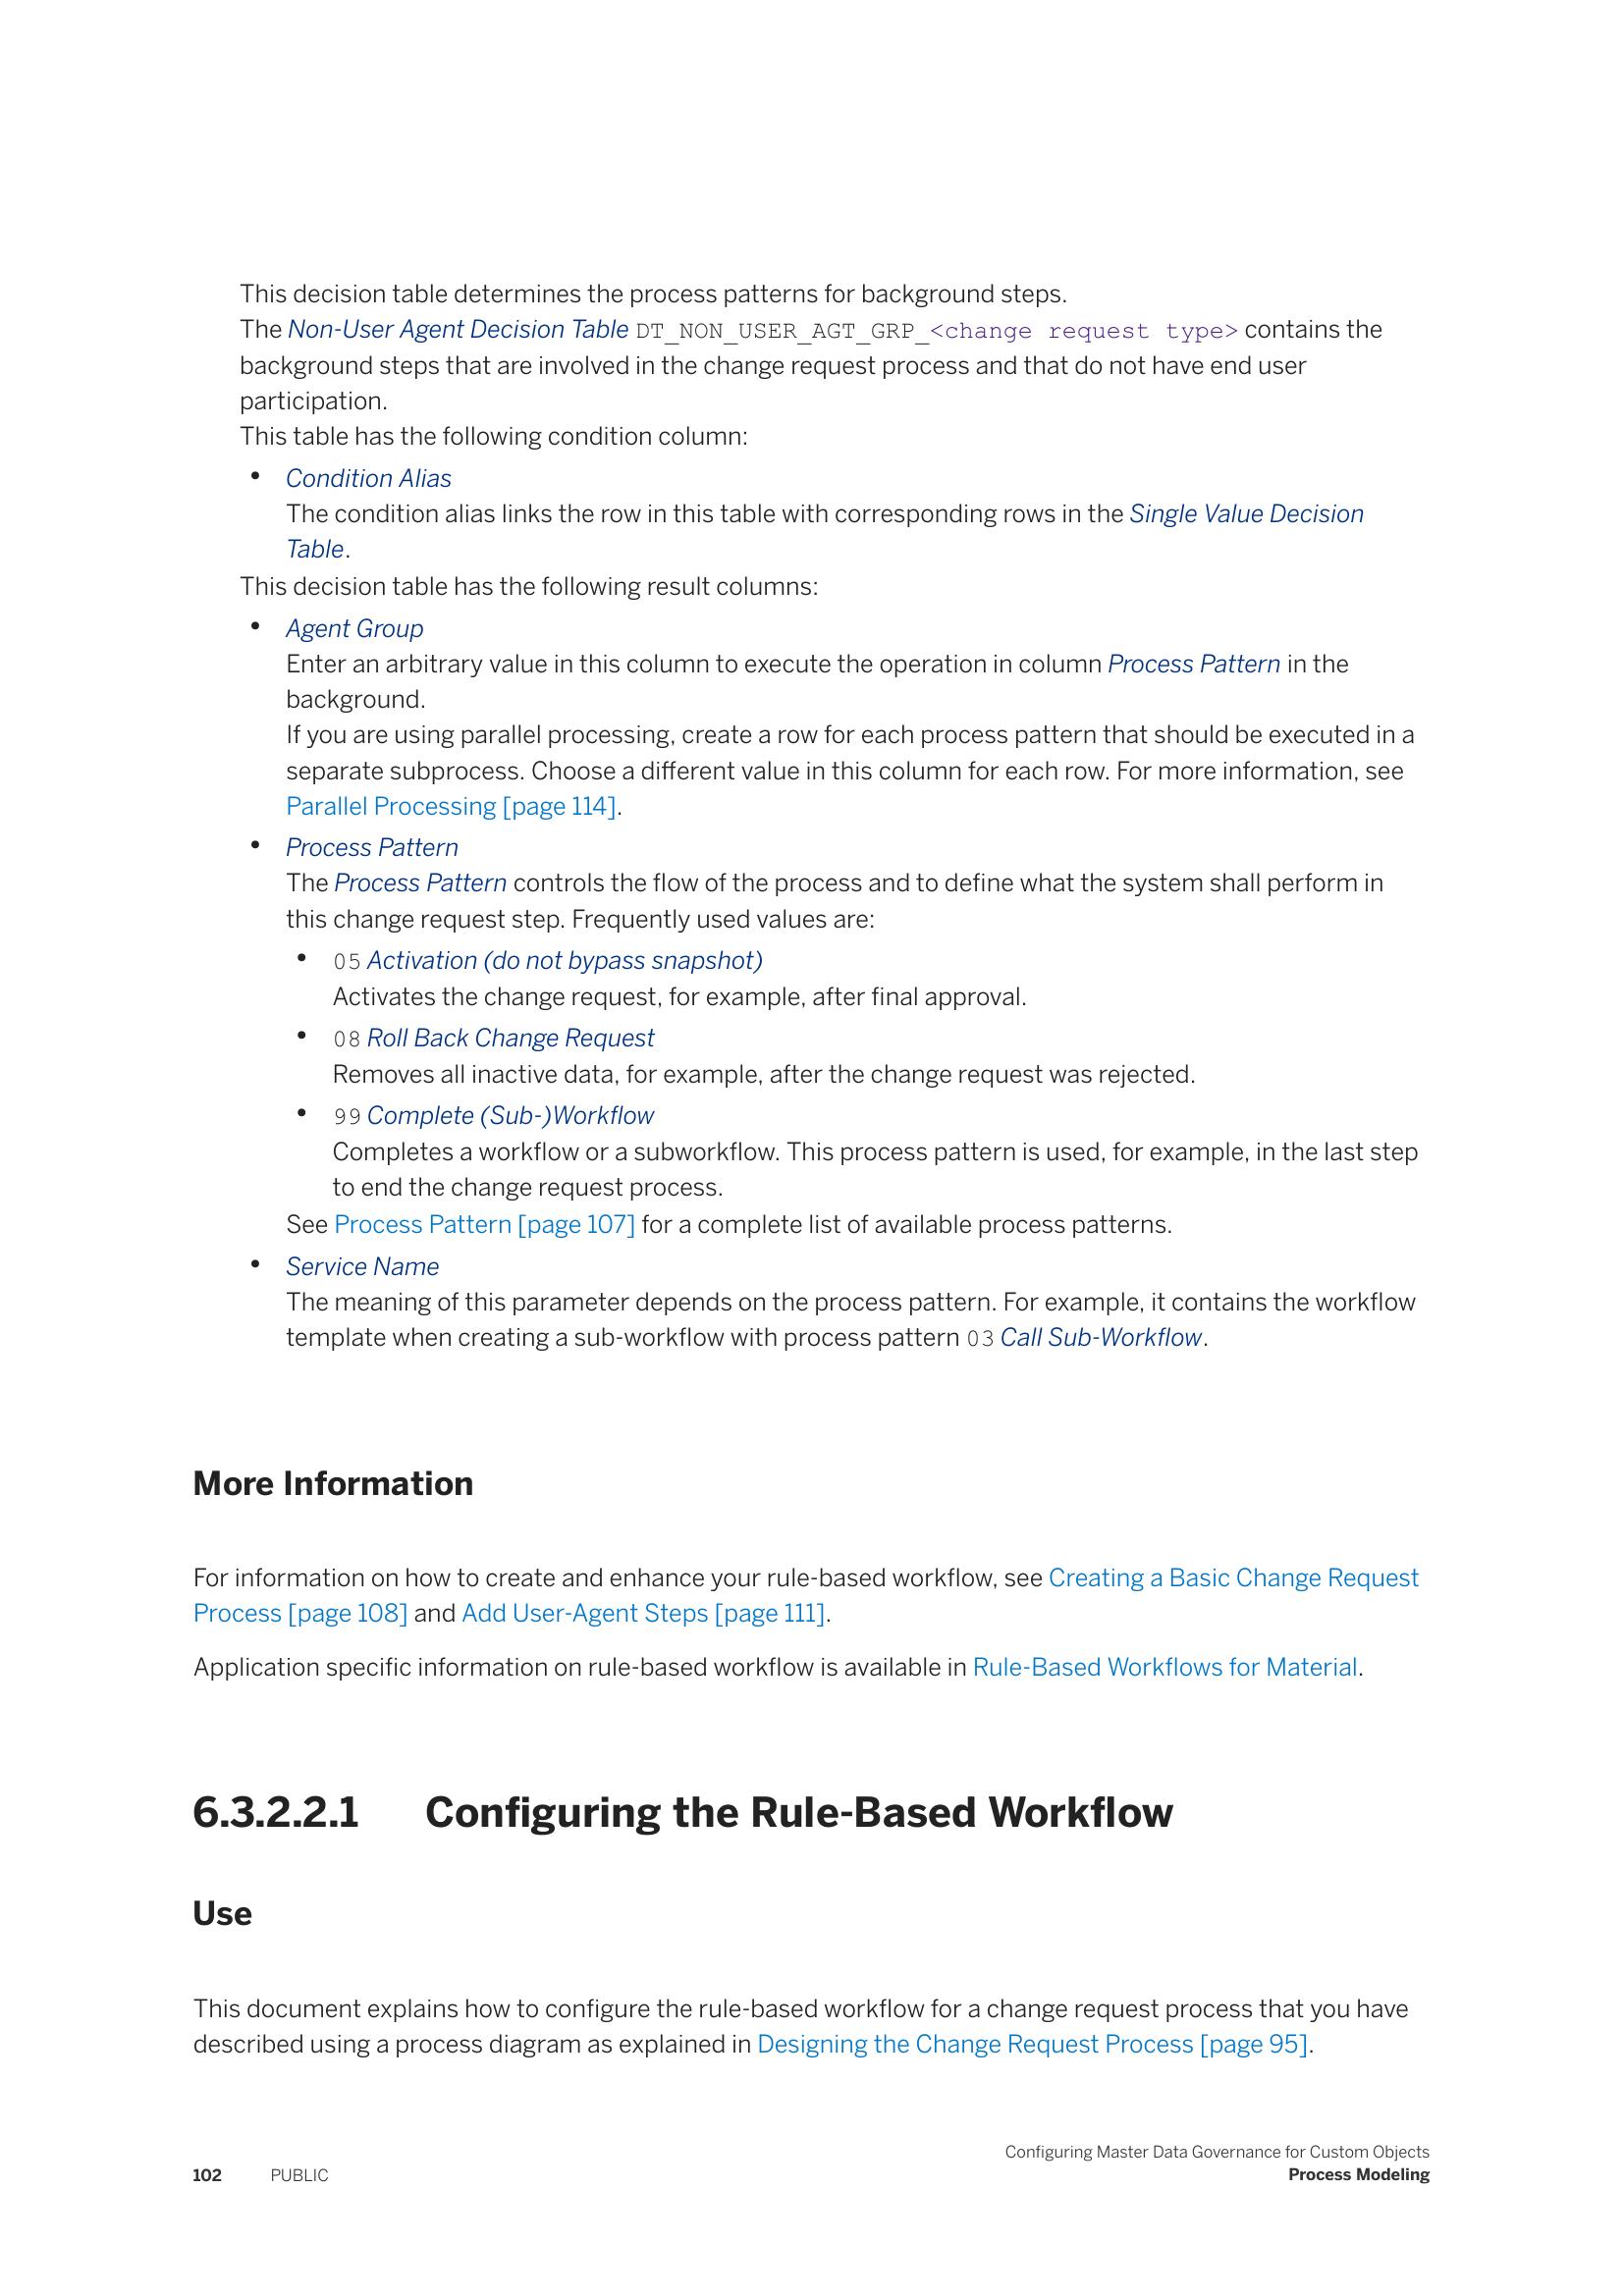 This decision table determines the process patterns for background steps.
The Non-User Agent Decision Table DT_NON_USER_AGT_GRP_<change request type> contains the
background steps that are involved in the change request process and that do not have end user
participation.
This table has the following condition column:
• Condition Alias
The condition alias links the row in this table with corresponding rows in the Single Value Decision
Table.
This decision table has the following result columns:
• Agent Group
Enter an arbitrary value in this column to execute the operation in column Process Pattern in the
background.
If you are using parallel processing, create a row for each process pattern that should be executed in a
separate subprocess. Choose a different value in this column for each row. For more information, see
Parallel Processing [page 114].
• Process Pattern
The Process Pattern controls the flow of the process and to define what the system shall perform in
this change request step. Frequently used values are:
• 05 Activation (do not bypass snapshot)
Activates the change request, for example, after final approval.
• 08 Roll Back Change Request
Removes all inactive data, for example, after the change request was rejected.
• 99 Complete (Sub-)Workflow
Completes a workflow or a subworkflow. This process pattern is used, for example, in the last step
to end the change request process.
See Process Pattern [page 107] for a complete list of available process patterns.
• Service Name
The meaning of this parameter depends on the process pattern. For example, it contains the workflow
template when creating a sub-workflow with process pattern 03 Call Sub-Workflow.
More Information
For information on how to create and enhance your rule-based workflow, see Creating a Basic Change Request
Process [page 108] and Add User-Agent Steps [page 111].
Application specific information on rule-based workflow is available in Rule-Based Workflows for Material.
6.3.2.2.1 Configuring the Rule-Based Workflow
Use
This document explains how to configure the rule-based workflow for a change request process that you have
described using a process diagram as explained in Designing the Change Request Process [page 95].
Configuring Master Data Governance for Custom Objects
102 PUBLIC Process Modeling